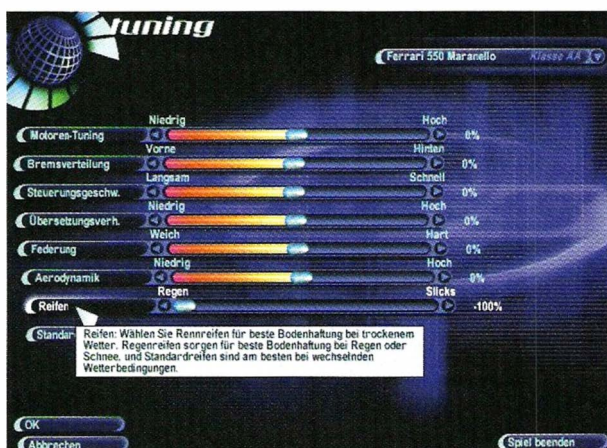 tuning
Ferrari 550 Maranello Klasse AA
Niedrig Hoch
Motoren-Tuning 0%
Vorne Hinten
Bremsverteilung 0%
Langsam Schnell
Steuerungsgeschw. 0%
Niedrig Hoch
Übersetzungsverh. 0%
Weich Hart
Federung 0%
Niedrig Hoch
Aerodynamik 0%
Regen Slicks
Reifen -100%
Standar
Reifen: Wählen Sie Rennreifen für beste Bodenhaftung bei trockenem
Wetter. Regenreifen sorgen für beste Bodenhaftung bei Regen oder
Schnee, und Standardreifen sind am besten bei wechselnden
Wetterbedingungen.
OK
Abbrechen
Spiel beenden